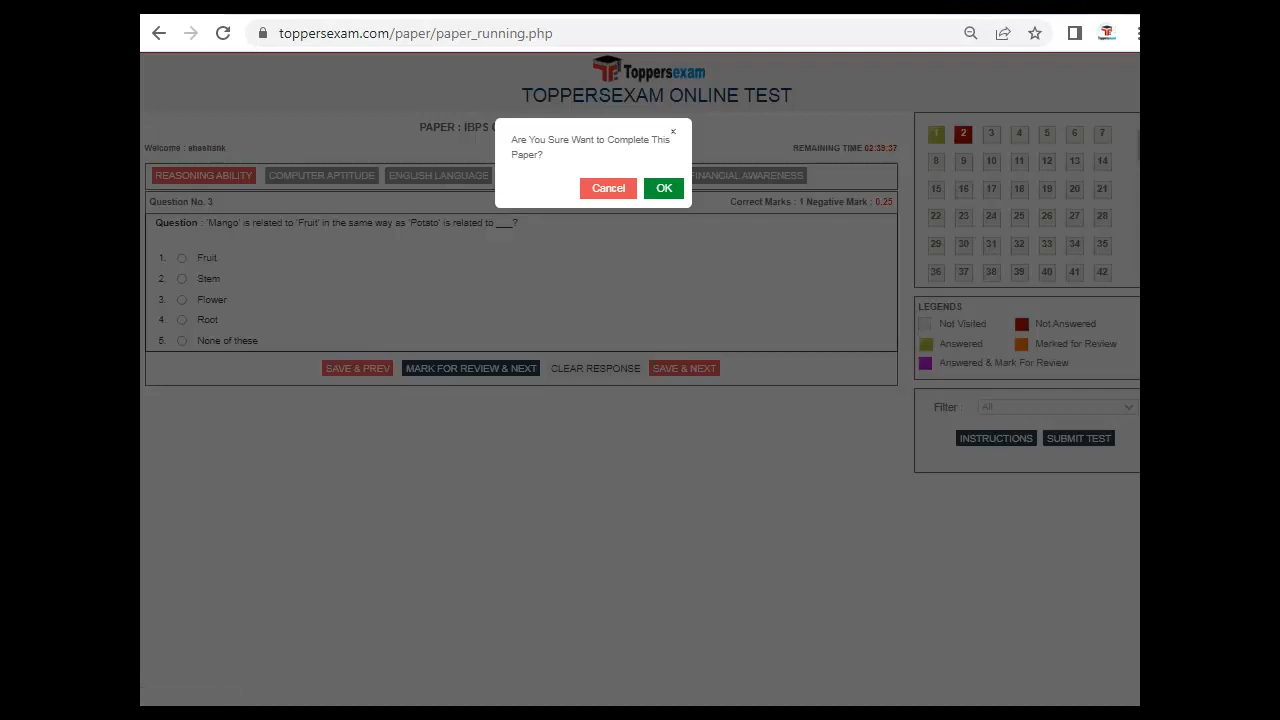 toppersexam.com/paper/paper_running.php
Toppersexam
Toppersexam
TOPPERSEXAM ONLINE TEST
PAPER : IBPS
Are You Sure Want to Complete This
Paper?
×
Cancel OK
Welcome : shashank
REMAINING TIME 02:39:37
REASONING ABILITY COMPUTER APTITUDE ENGLISH LANGUAGE FINANCIAL AWARENESS
Question No. 3 Correct Marks : 1 Negative Mark : 0.25
Question : 'Mango' is related to 'Fruit' in the same way as 'Potato' is related to ___?
1. Fruit
2. Stem
3. Flower
4. Root
5. None of these
SAVE & PREV MARK FOR REVIEW & NEXT CLEAR RESPONSE SAVE & NEXT
1 2 3 4 5 6 7
8 9 10 11 12 13 14
15 16 17 18 19 20 21
22 23 24 25 26 27 28
29 30 31 32 33 34 35
36 37 38 39 40 41 42
LEGENDS
Not Visited Not Answered
Answered Marked for Review
Answered & Mark For Review
Filter : All
INSTRUCTIONS SUBMIT TEST